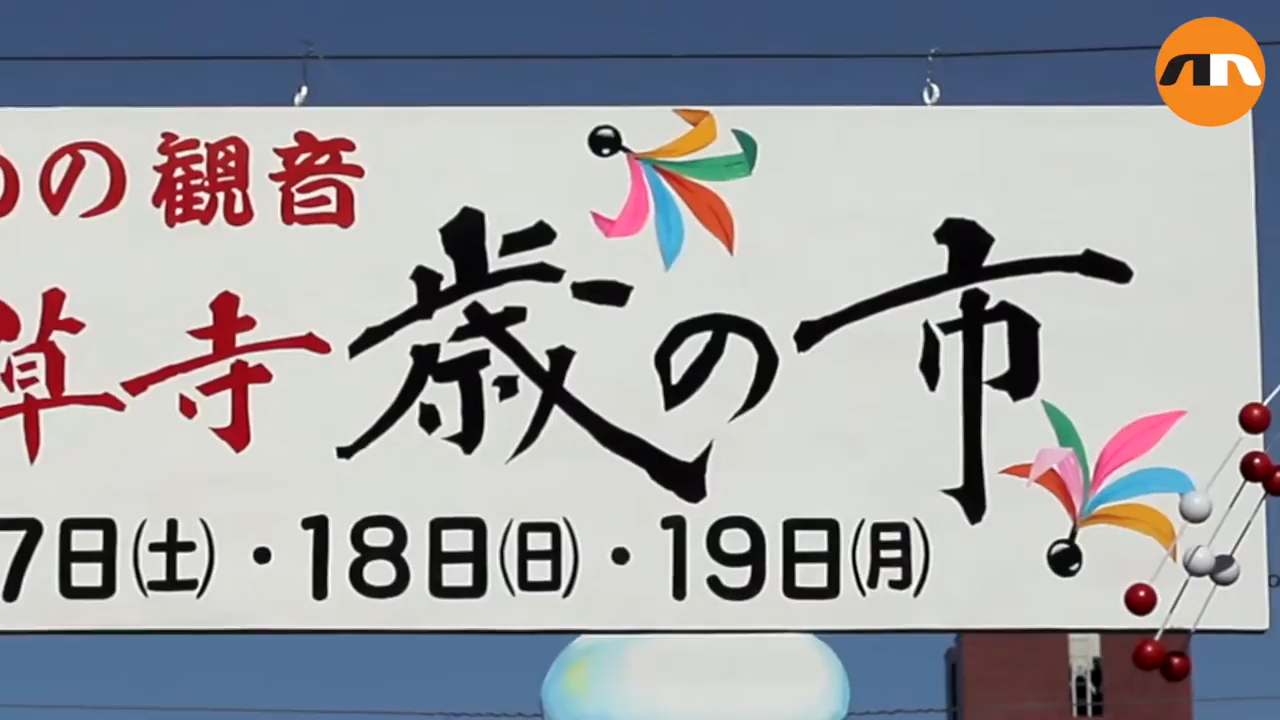 の観音
草寺 歳の市
7日(土)・18日(日)・19日(月)